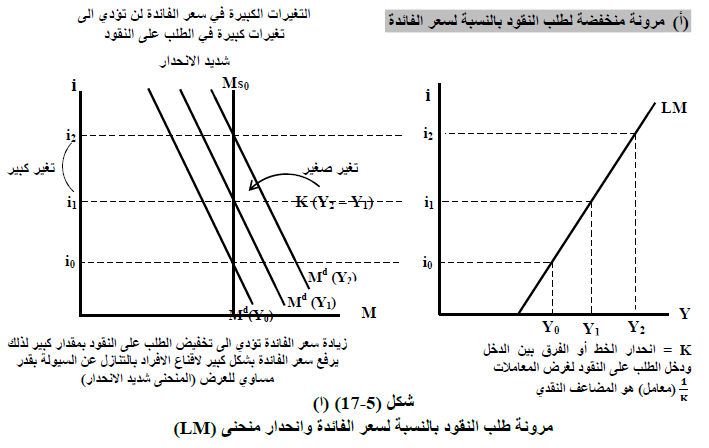 (أ) مرونة منخفضة لطلب النقود بالنسبة لسعر الفائدة
التغيرات الكبيرة في سعر الفائدة لن تؤدي الى
تغيرات كبيرة في الطلب على النقود
شديد الانحدار
i
Ms0
i2
تغير كبير
تغير صغير
i1
K (Y2 – Y1)
i0
Md (Y2)
Md (Y1)
Md(Y0)
M
i
LM
i2
i1
i0
Y0
Y1
Y2
Y
زيادة سعر الفائدة تؤدي الى تخفيض الطلب على النقود بمقدار كبير لذلك
يرفع سعر الفائدة بشكل كبير لاقناع الافراد بالتنازل عن السيولة بقدر
مساوي للعرض (المنحنى شديد الانحدار)
K = انحدار الخط أو الفرق بين الدخل
ودخل الطلب على النقود لغرض المعاملات
1/K (معامل) هو المضاعف النقدي
شكل (5-17) (أ)
مرونة طلب النقود بالنسبة لسعر الفائدة وانحدار منحنى (LM)